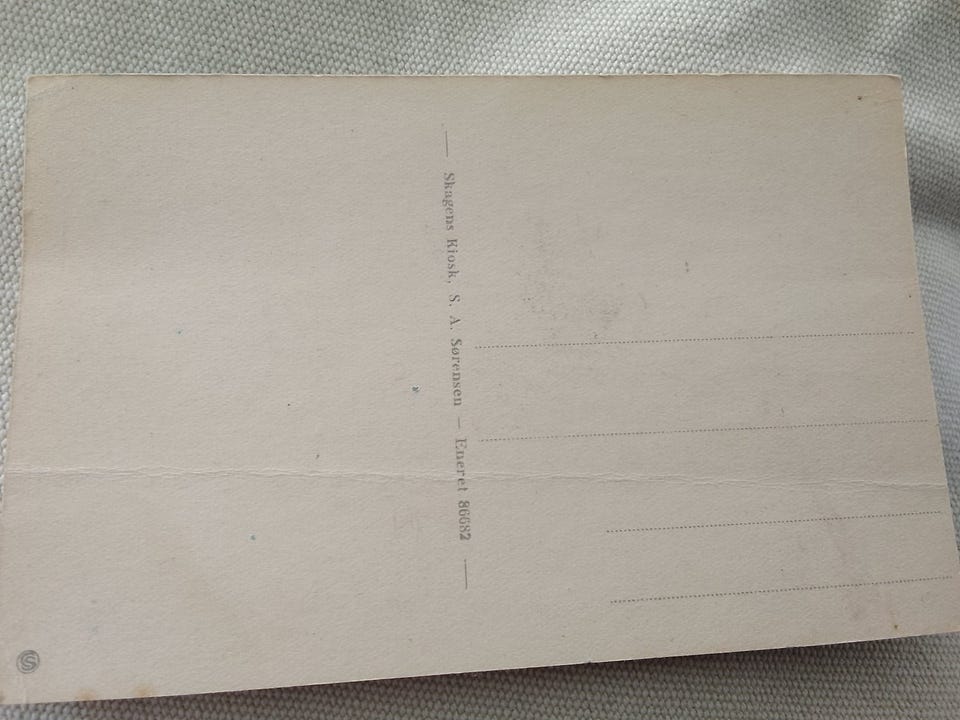 — Skagens Kiosk, S. A. Sørensen — Eneret 86682 —